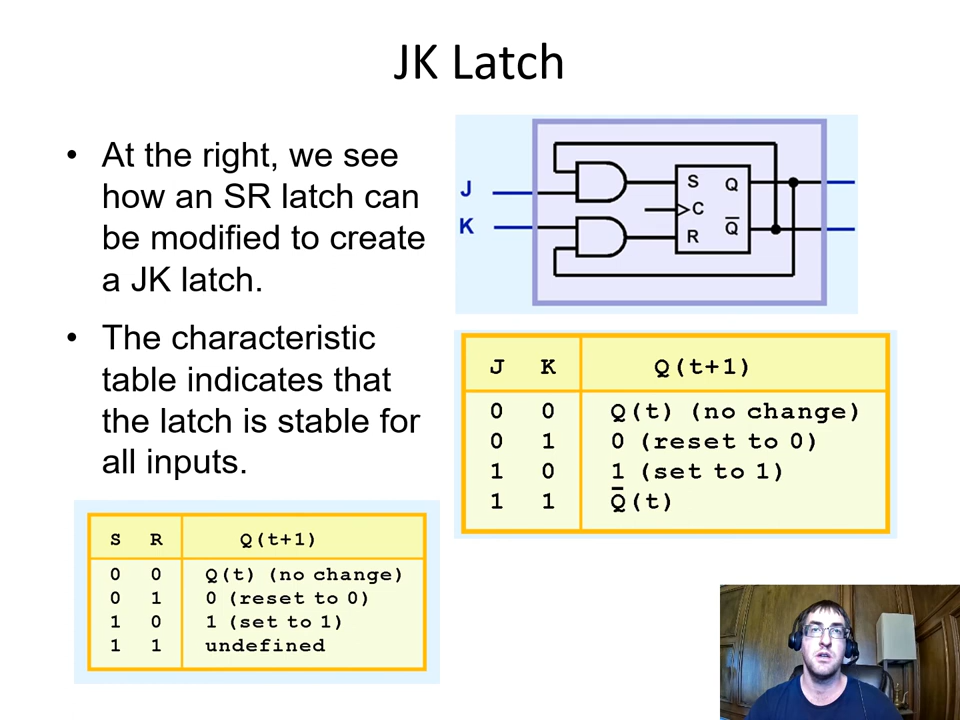 JK Latch
• At the right, we see
how an SR latch can
be modified to create
a JK latch.
• The characteristic
table indicates that
the latch is stable for
all inputs.
J
K
S Q
C
R Q̅
J K Q(t+1)
0 0 Q(t) (no change)
0 1 0 (reset to 0)
1 0 1 (set to 1)
1 1 Q̅(t)
S R Q(t+1)
0 0 Q(t) (no change)
0 1 0 (reset to 0)
1 0 1 (set to 1)
1 1 undefined